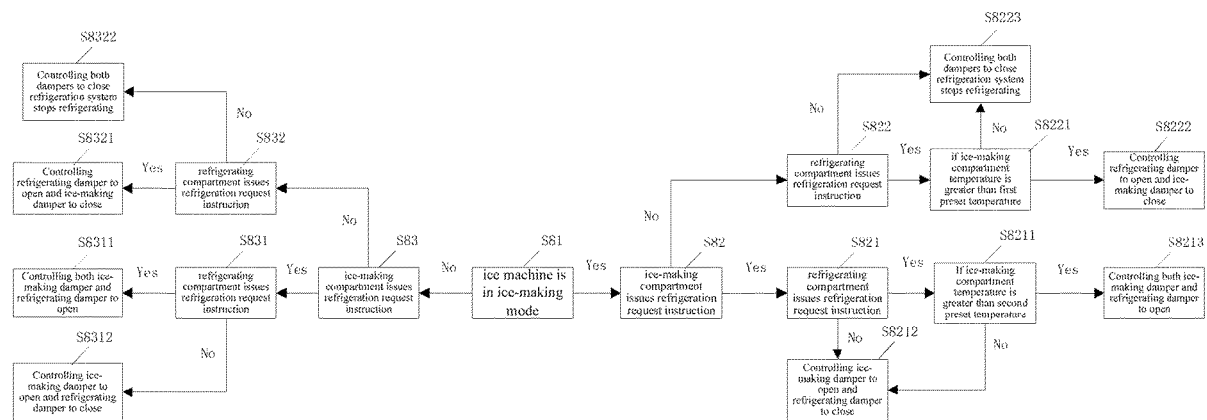 S8322
Controlling both
dampers to close
refrigeration system
stops refrigerating
No
S8321
Controlling
refrigerating damper to
open and ice-making
damper to close
Yes
S832
refrigerating
compartment issues
refrigeration request
instruction
No
S8311
Controlling both ice-
making damper and
refrigerating damper to
open
Yes
S831
refrigerating
compartment issues
refrigeration request
instruction
Yes
S83
ice-making
compartment issues
refrigeration request
instruction
No
S81
ice machine is
in ice-making
mode
Yes
S8312
Controlling ice-
making damper to
open and refrigerating
damper to close
No
S82
ice-making
compartment
issues refrigeration
request instruction
No
Yes
S8223
Controlling both
dampers to close
refrigeration system
stops refrigerating
No
No
S822
refrigerating
compartment issues
refrigeration request
instruction
Yes
S8221
if ice-making
compartment
temperature is
greater than first
preset temperature
Yes
S8222
Controlling
refrigerating damper
to open and ice-
making damper to
close
S821
refrigerating
compartment
issues refrigeration
request instruction
Yes
S8211
If ice-making
compartment
temperature is
greater than second
preset temperature
Yes
S8213
Controlling both ice-
making damper and
refrigerating damper
to open
No
No
S8212
Controlling ice-
making damper to
open and
refrigerating damper
to close